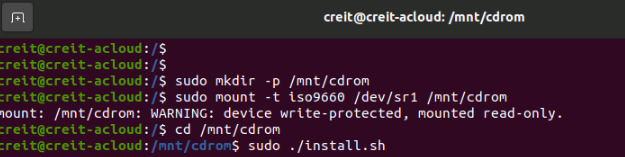 creit@creit-acloud: /mnt/cdrom
creit@creit-acloud:/$
creit@creit-acloud:/$
creit@creit-acloud:/$ sudo mkdir -p /mnt/cdrom
creit@creit-acloud:/$ sudo mount -t iso9660 /dev/sr1 /mnt/cdrom
mount: /mnt/cdrom: WARNING: device write-protected, mounted read-only.
creit@creit-acloud:/$ cd /mnt/cdrom
creit@creit-acloud:/mnt/cdrom$ sudo ./install.sh